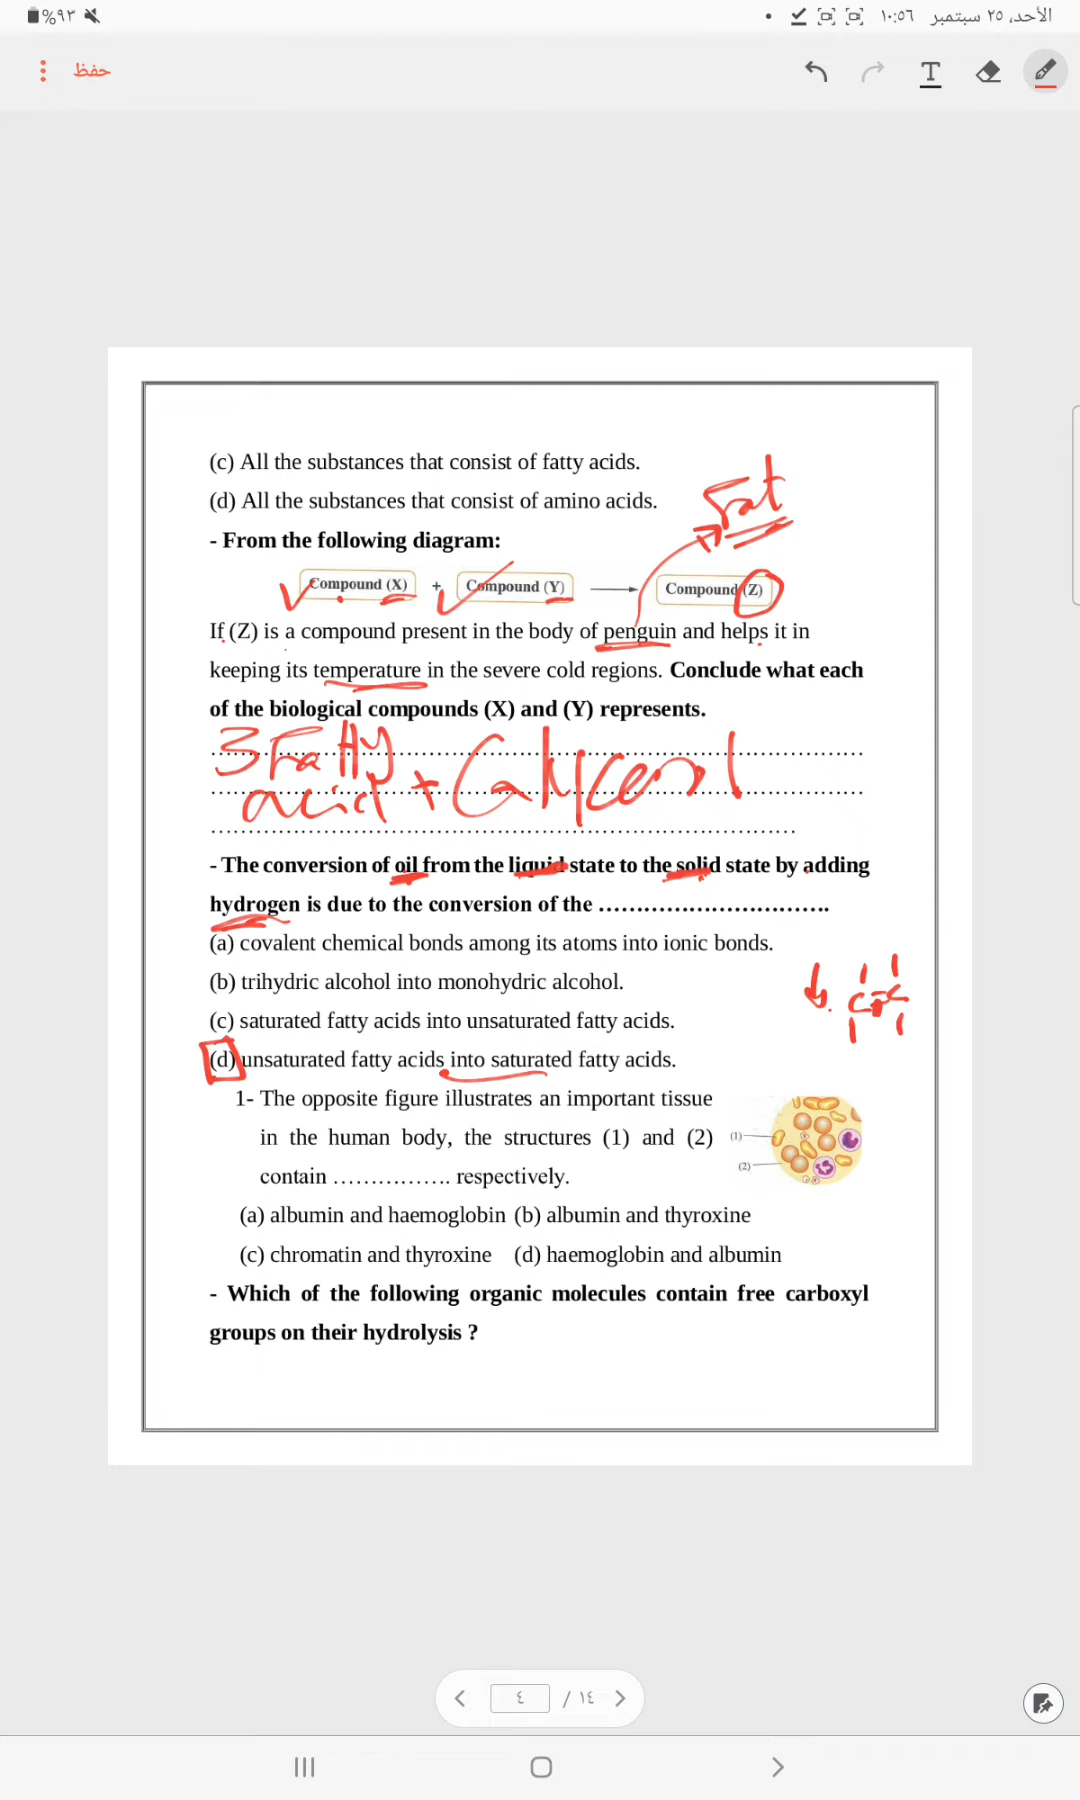 %٩٣
١٠:٥٦ الأحد، ٢٥ سبتمبر
حفظ
T
(c) All the substances that consist of fatty acids.
(d) All the substances that consist of amino acids.
Fat
- From the following diagram:
Compound (X) + Compound (Y) Compound (Z)
If (Z) is a compound present in the body of penguin and helps it in
keeping its temperature in the severe cold regions. Conclude what each
of the biological compounds (X) and (Y) represents.
3 Fatty
acid +
- The conversion of oil from the liquid state to the solid state by adding
hydrogen is due to the conversion of the ..............................
(a) covalent chemical bonds among its atoms into ionic bonds.
(b) trihydric alcohol into monohydric alcohol.
(c) saturated fatty acids into unsaturated fatty acids.
(d) unsaturated fatty acids into saturated fatty acids.
1- The opposite figure illustrates an important tissue
in the human body, the structures (1) and (2)
contain ................ respectively.
(1)
(2)
(a) albumin and haemoglobin (b) albumin and thyroxine
(c) chromatin and thyroxine (d) haemoglobin and albumin
- Which of the following organic molecules contain free carboxyl
groups on their hydrolysis ?
٤ / ١٤